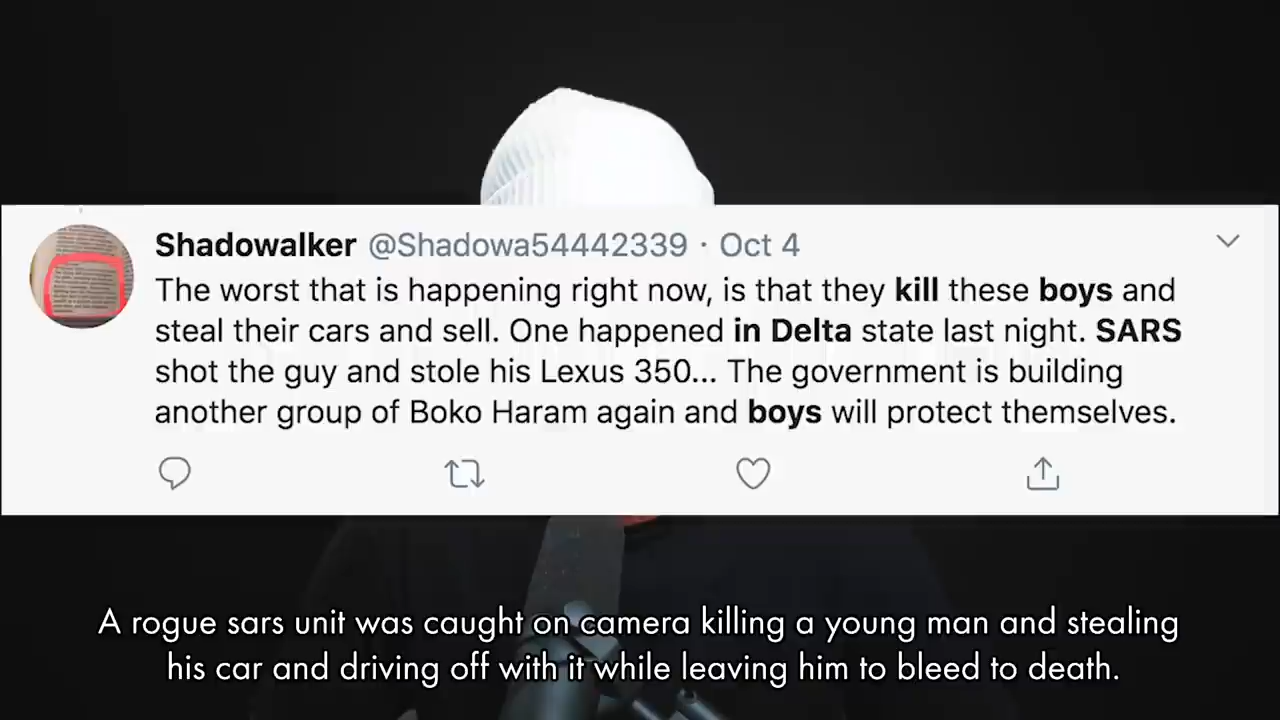 Shadowalker @Shadowa54442339 · Oct 4
The worst that is happening right now, is that they kill these boys and
steal their cars and sell. One happened in Delta state last night. SARS
shot the guy and stole his Lexus 350... The government is building
another group of Boko Haram again and boys will protect themselves.
A rogue sars unit was caught on camera killing a young man and stealing
his car and driving off with it while leaving him to bleed to death.